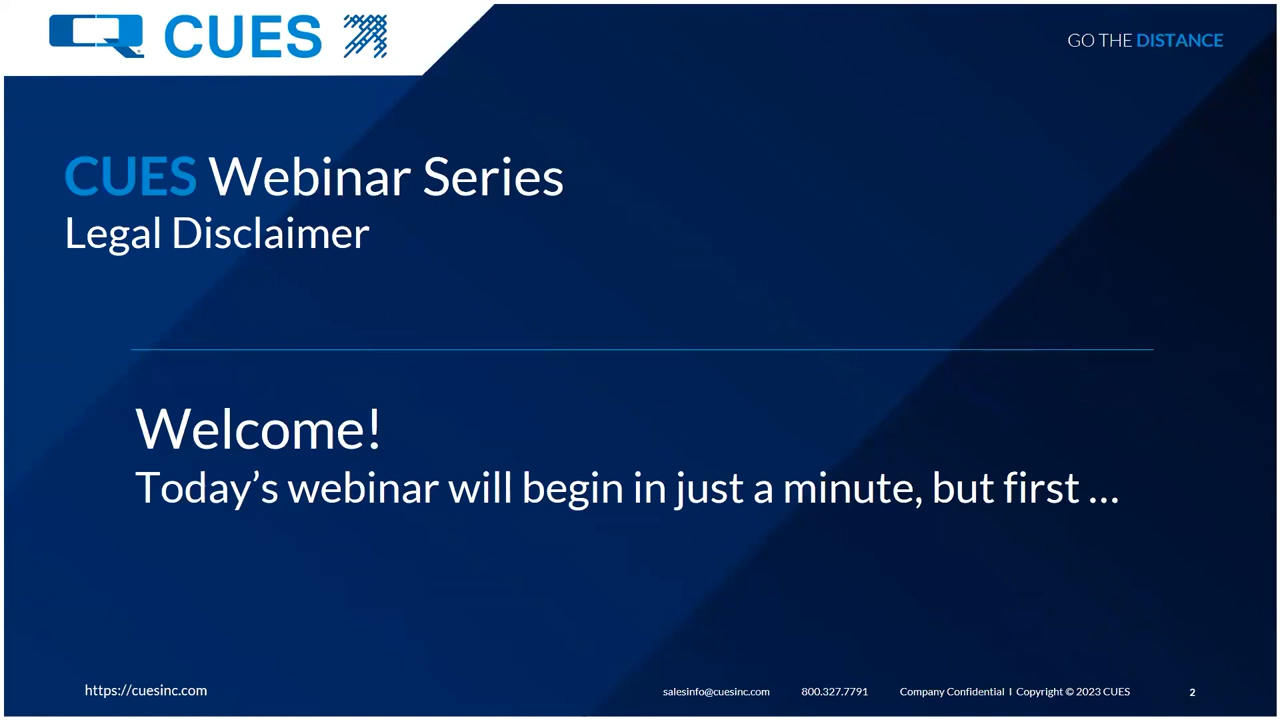 CUES
GO THE DISTANCE
CUES Webinar Series
Legal Disclaimer
Welcome!
Today’s webinar will begin in just a minute, but first ...
https://cuesinc.com
salesinfo@cuesinc.com
800.327.7791
Company Confidential I Copyright © 2023 CUES
2